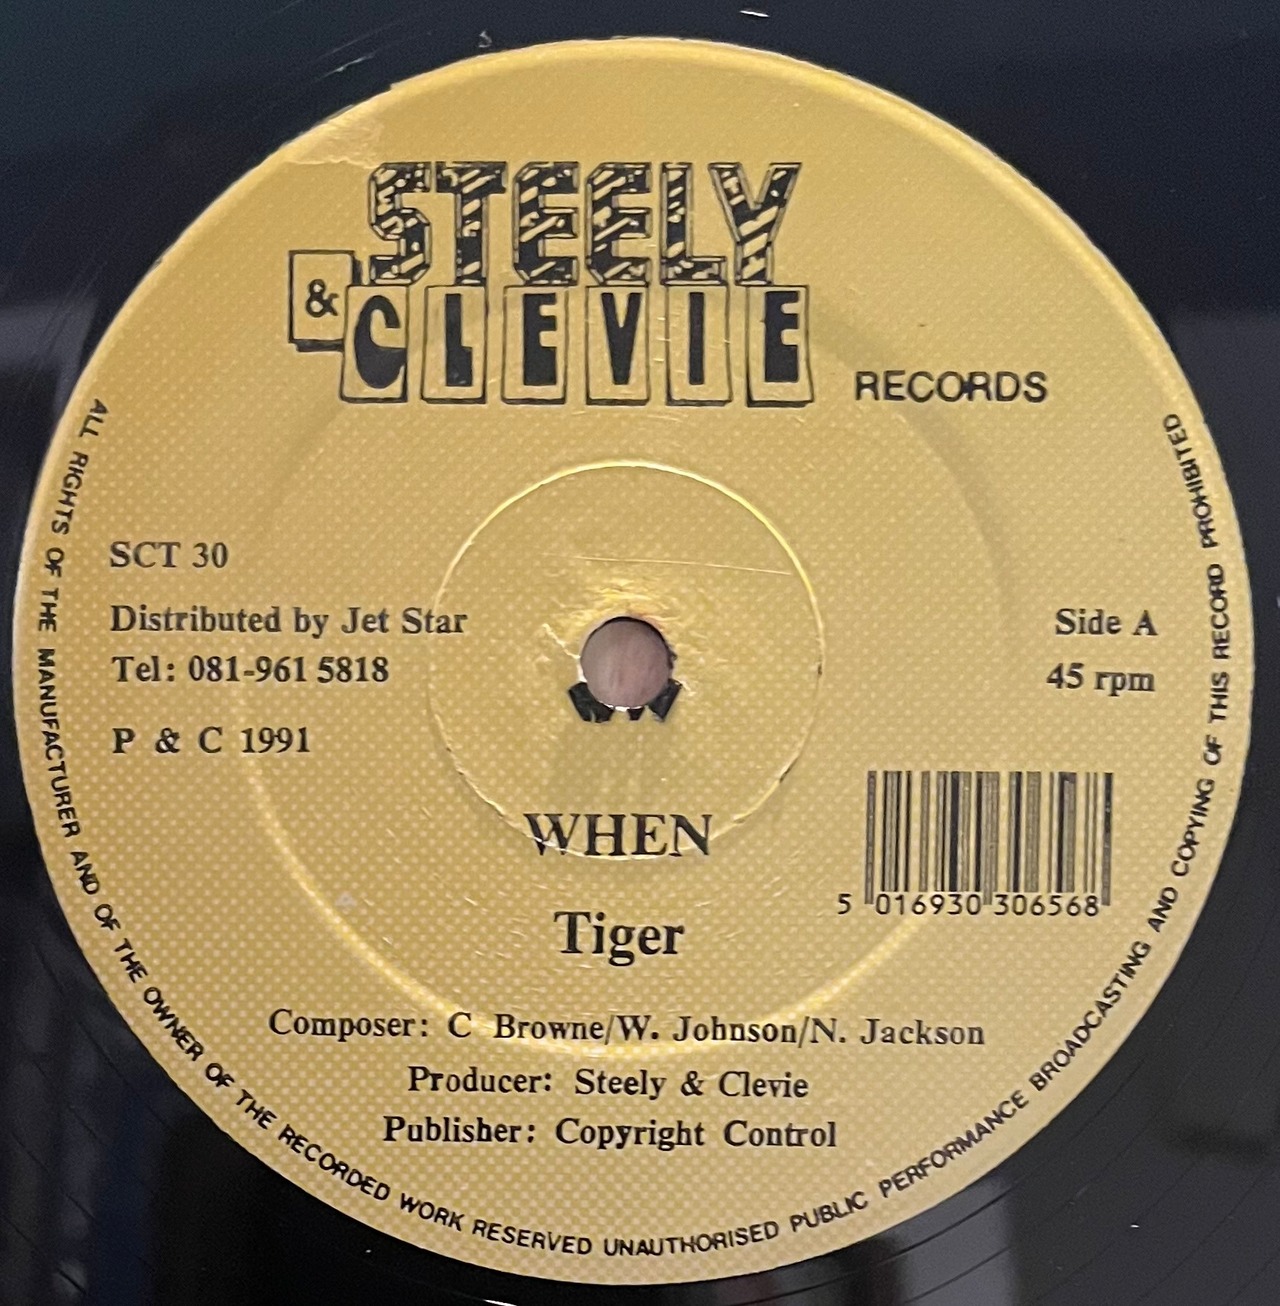 STEELY
& CLEVIE
RECORDS
SCT 30
Distributed by Jet Star
Tel: 081-961 5818
P & C 1991
Side A
45 rpm
WHEN
Tiger
5 016930 306568
Composer: C Browne/W. Johnson/N. Jackson
Producer: Steely & Clevie
Publisher: Copyright Control
ALL RIGHTS OF THE MANUFACTURER AND OF THE OWNER OF THE RECORDED WORK RESERVED UNAUTHORISED PUBLIC PERFORMANCE BROADCASTING AND COPYING OF THIS RECORD PROHIBITED